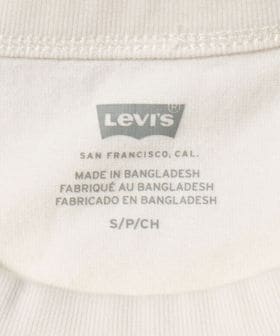 Levi's®
SAN FRANCISCO, CAL.
MADE IN BANGLADESH
FABRIQUÉ AU BANGLADESH
FABRICADO EN BANGLADESH
S/P/CH